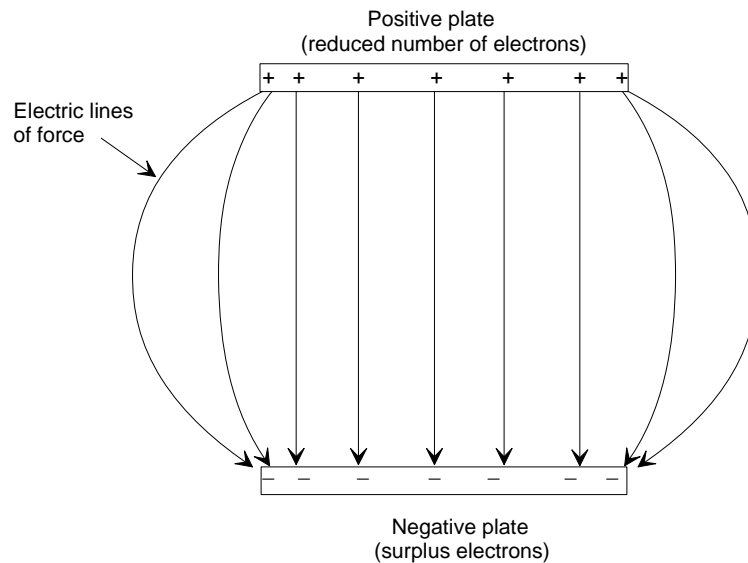 Positive plate
(reduced number of electrons)
+ + + + + + +
Electric lines
of force
– – – – – – –
Negative plate
(surplus electrons)